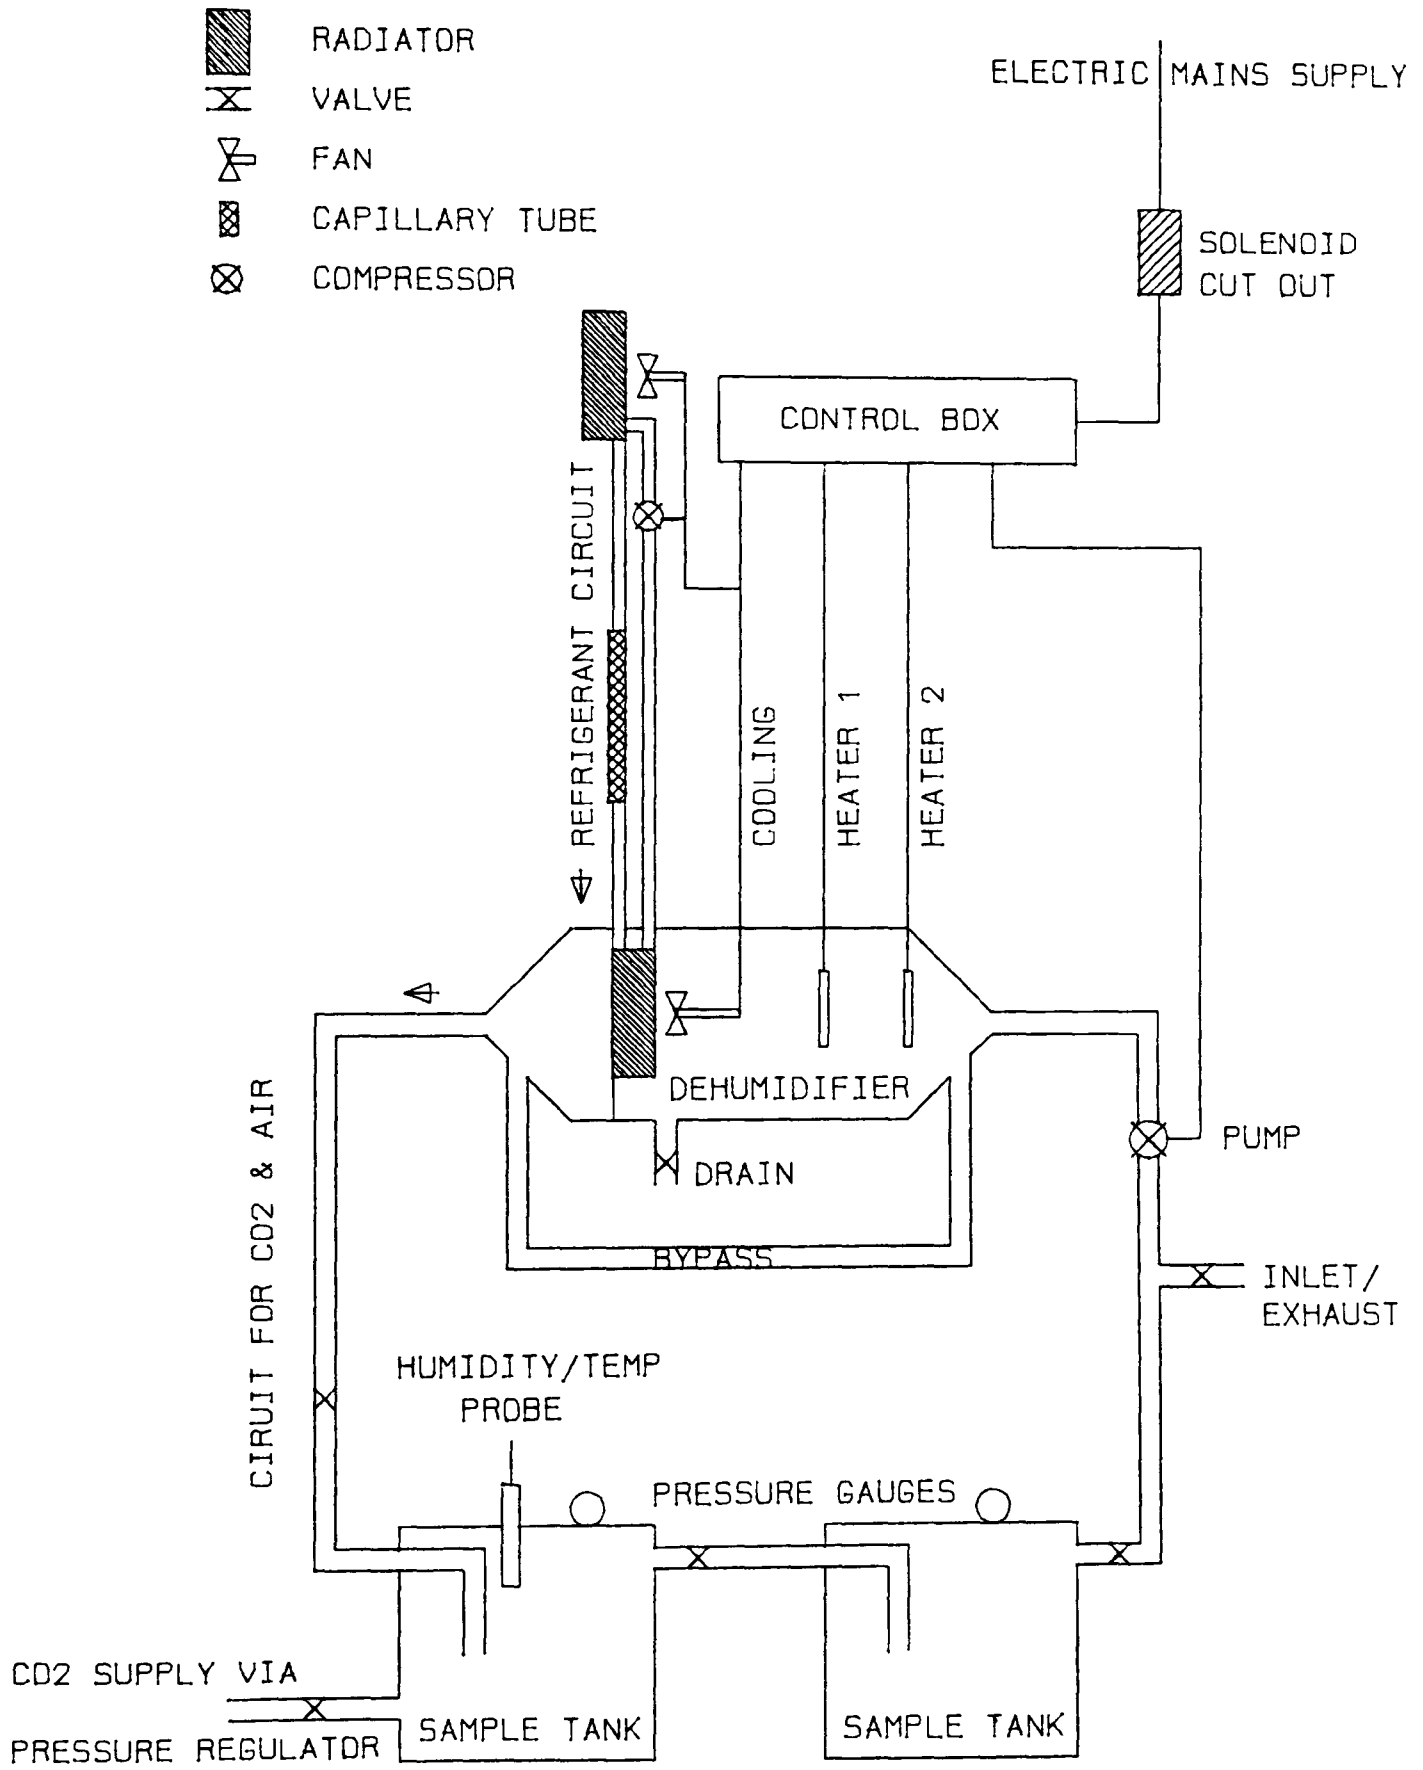 RADIATOR
VALVE
FAN
CAPILLARY TUBE
COMPRESSOR
ELECTRIC MAINS SUPPLY
SOLENOID
CUT OUT
CONTROL BOX
REFRIGERANT CIRCUIT
COOLING
HEATER 1
HEATER 2
DEHUMIDIFIER
DRAIN
BYPASS
PUMP
INLET/
EXHAUST
CIRUIT FOR CO2 & AIR
HUMIDITY/TEMP
PROBE
PRESSURE GAUGES
CO2 SUPPLY VIA
PRESSURE REGULATOR
SAMPLE TANK
SAMPLE TANK